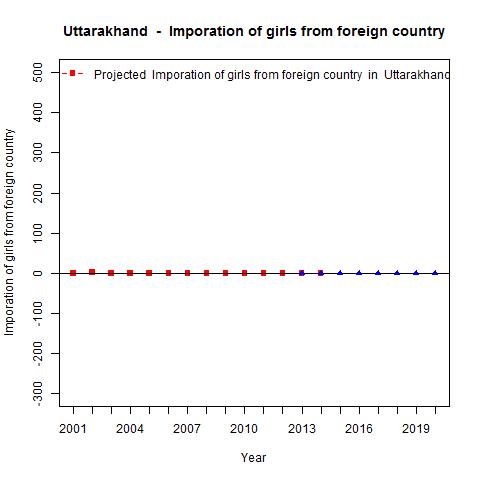 Uttarakhand - Imporation of girls from foreign country
Projected Imporation of girls from foreign country in Uttarakhand
Imporation of girls from foreign country
500
400
300
200
100
0
-100
-200
-300
2001 2004 2007 2010 2013 2016 2019
Year